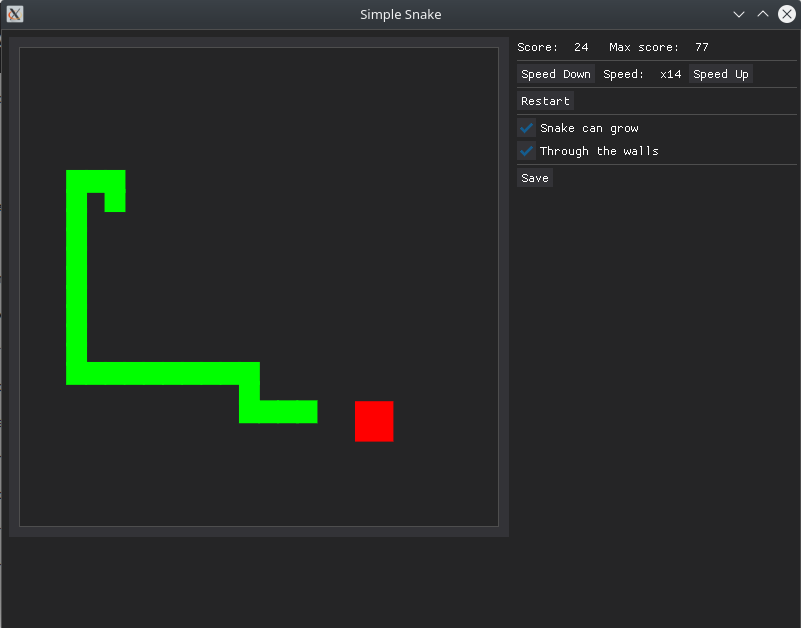 Simple Snake
Score: 24 Max score: 77
Speed Down Speed: x14 Speed Up
Restart
Snake can grow
Through the walls
Save